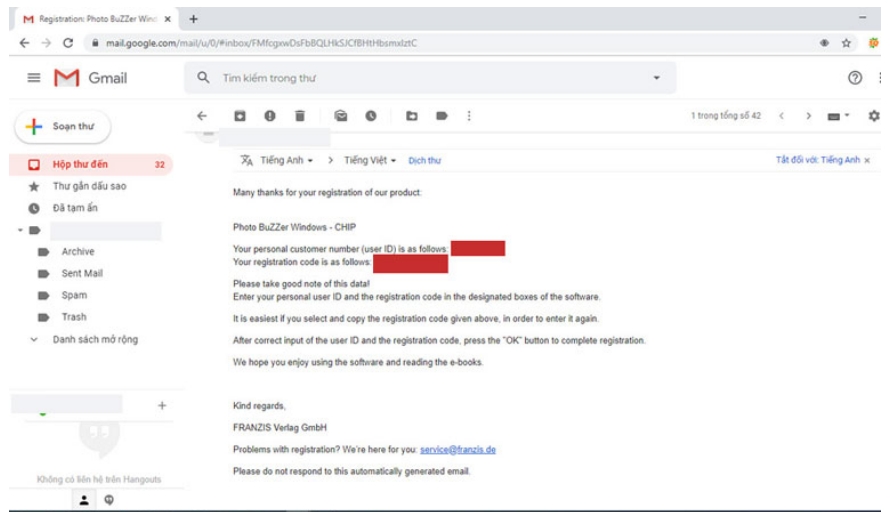 Registration: Photo BuZZer Wind
mail.google.com/mail/u/0/#inbox/FMfcgxwDsFbBQLHkSJCfBHtHbsmxlztC
Gmail
Tìm kiếm trong thư
Soạn thư
1 trong tổng số 42
Hộp thư đến 32
Thư gắn dấu sao
Đã tạm ẩn
Archive
Sent Mail
Spam
Trash
Danh sách mở rộng
Tiếng Anh > Tiếng Việt Dịch thư
Tắt đối với: Tiếng Anh x
Many thanks for your registration of our product:
Photo BuZZer Windows - CHIP
Your personal customer number (user ID) is as follows:
Your registration code is as follows:
Please take good note of this data!
Enter your personal user ID and the registration code in the designated boxes of the software.
It is easiest if you select and copy the registration code given above, in order to enter it again.
After correct input of the user ID and the registration code, press the "OK" button to complete registration.
We hope you enjoy using the software and reading the e-books.
Kind regards,
FRANZIS Verlag GmbH
Problems with registration? We're here for you: service@franzis.de
Please do not respond to this automatically generated email.
Không có liên hệ trên Hangouts